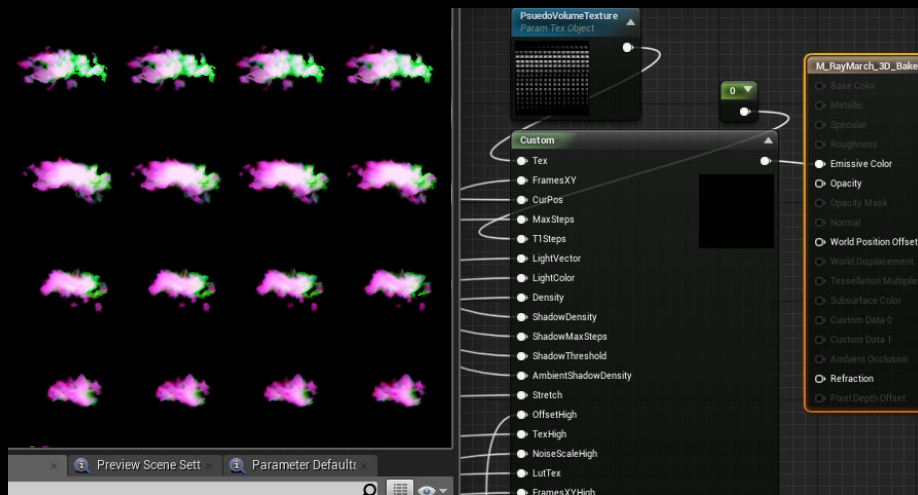 PsuedoVolumeTexture
Param Tex Object
0
M_RayMarch_3D_Bake
Base Color
Metallic
Specular
Roughness
Emissive Color
Opacity
Opacity Mask
Normal
World Position Offset
World Displacement
Tessellation Multiplie
Subsurface Color
Custom Data 0
Custom Data 1
Ambient Occlusion
Refraction
Pixel Depth Offset
Custom
Tex
FramesXY
CurPos
MaxSteps
T1Steps
LightVector
LightColor
Density
ShadowDensity
ShadowMaxSteps
ShadowThreshold
AmbientShadowDensity
Stretch
OffsetHigh
TexHigh
NoiseScaleHigh
LutTex
FramesXYHigh
Preview Scene Sett
Parameter Defaults